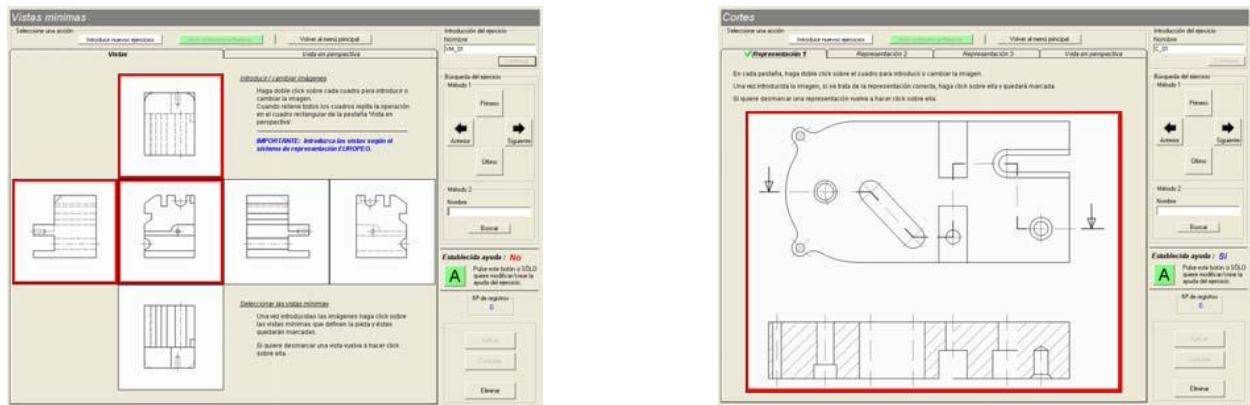 Vistas mínimas
Seleccione una acción
Introducir nuevos ejercicios
Volver al menú principal
Vistas
Vista en perspectiva
Introducir / cambiar imágenes
Haga doble click sobre cada cuadro para introducir o
cambiar la imagen.
Cuando rellene todos los cuadros repita la operación
en el cuadro rectangular de la pestaña 'Vista en
perspectiva'.
IMPORTANTE: Introduzca las vistas según el
sistema de representación EUROPEO.
Seleccionar las vistas mínimas
Una vez introducidas las imágenes haga click sobre
las vistas mínimas que definen la pieza y éstas
quedarán marcadas.
Si quiere desmarcar una vista vuelva a hacer click
sobre ella.
Introducción del ejercicio
Nombre
VM_01
Búsqueda del ejercicio
Método 1
Primero
Anterior
Siguiente
Último
Método 2
Nombre
Buscar
Establecida ayuda : No
A
Pulse este botón si SÓLO
quiere modificar/crear la
ayuda del ejercicio.
Nº de registros
6
Eliminar
Cortes
Seleccione una acción
Introducir nuevos ejercicios
Volver al menú principal
Representación 1
Representación 2
Representación 3
Vista en perspectiva
En cada pestaña, haga doble click sobre el cuadro para introducir o cambiar la imagen.
Una vez introducida la imagen, si se trata de la representación correcta, haga click sobre ella y quedará marcada.
Si quiere desmarcar una representación vuelva a hacer click sobre ella.
Introducción del ejercicio
Nombre
C_01
Búsqueda del ejercicio
Método 1
Primero
Anterior
Siguiente
Último
Método 2
Nombre
Buscar
Establecida ayuda : Sí
A
Pulse este botón si SÓLO
quiere modificar/crear la
ayuda del ejercicio.
Nº de registros
6
Eliminar